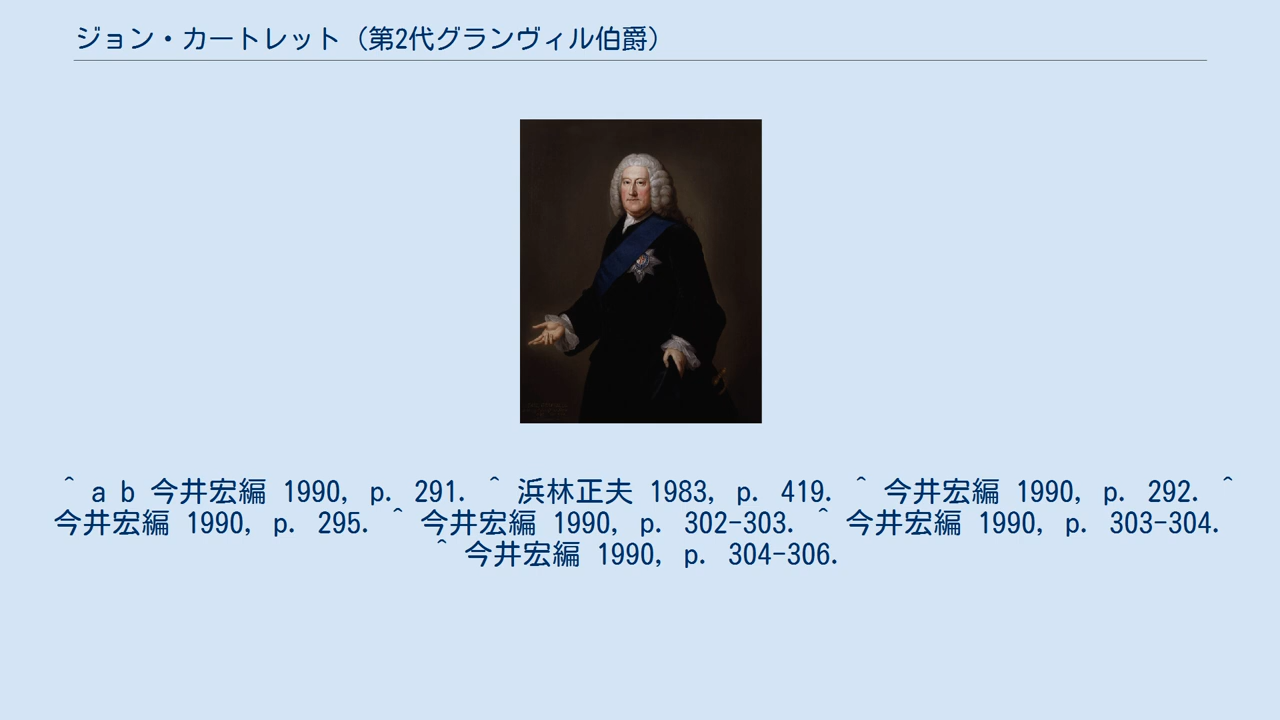 ジョン・カートレット（第2代グランヴィル伯爵）
^ a b 今井宏編 1990, p. 291. ^ 浜林正夫 1983, p. 419. ^ 今井宏編 1990, p. 292. ^
今井宏編 1990, p. 295. ^ 今井宏編 1990, p. 302-303. ^ 今井宏編 1990, p. 303-304.
^ 今井宏編 1990, p. 304-306.